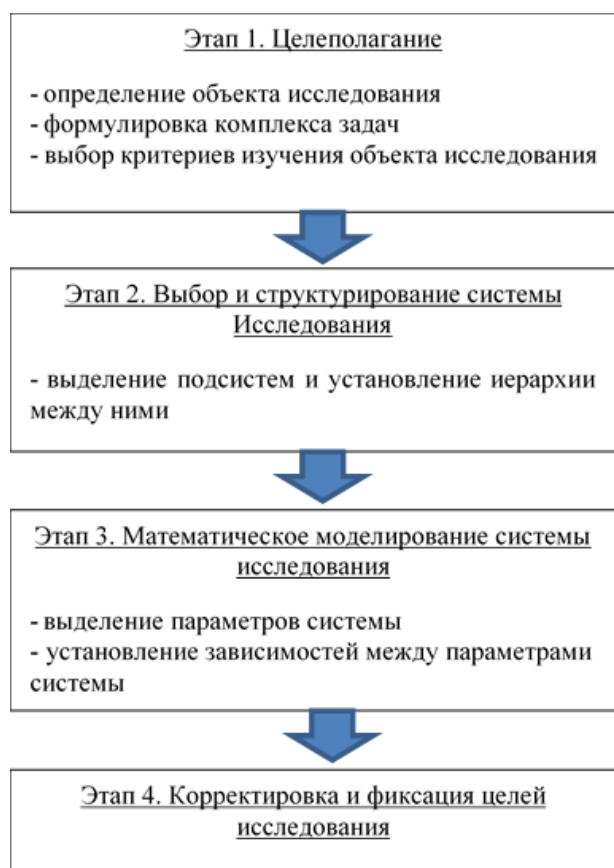 Этап 1. Целеполагание
- определение объекта исследования
- формулировка комплекса задач
- выбор критериев изучения объекта исследования
Этап 2. Выбор и структурирование системы
Исследования
- выделение подсистем и установление иерархии
между ними
Этап 3. Математическое моделирование системы
исследования
- выделение параметров системы
- установление зависимостей между параметрами
системы
Этап 4. Корректировка и фиксация целей
исследования